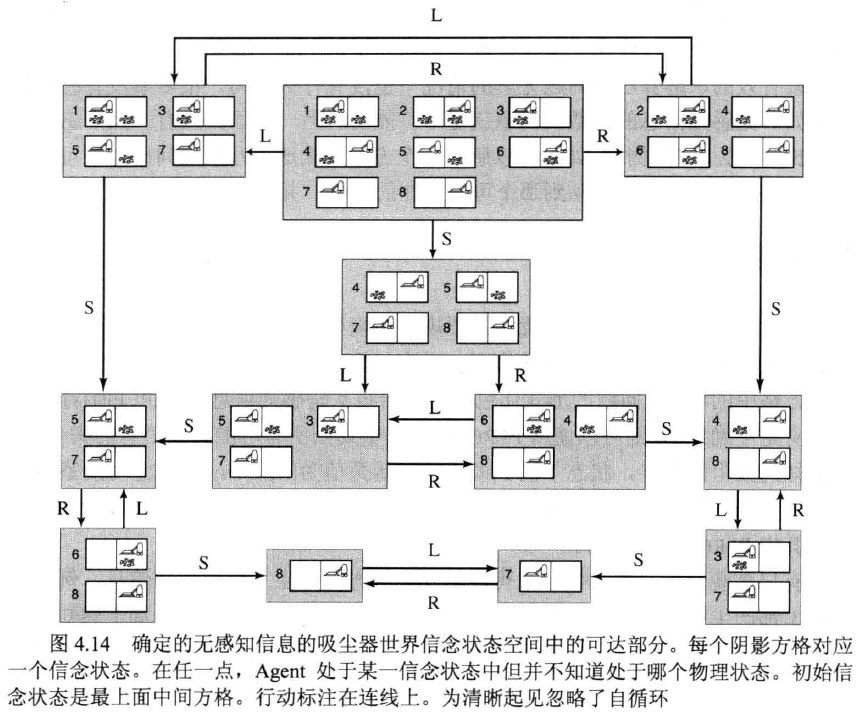 L
R
1 3
5 7
L
1 2 3
4 5 6
7 8
R
2 4
6 8
S
4 5
7 8
S
S
L
R
5
7
S
5 3
7
L
R
6 4
8
S
4
8
R
L
L
R
6
8
S
8
L
R
7
S
3
7
图 4.14 确定的无感知信息的吸尘器世界信念状态空间中的可达部分。每个阴影方格对应
一个信念状态。在任一点，Agent 处于某一信念状态中但并不知道处于哪个物理状态。初始信
念状态是最上面中间方格。行动标注在连线上。为清晰起见忽略了自循环